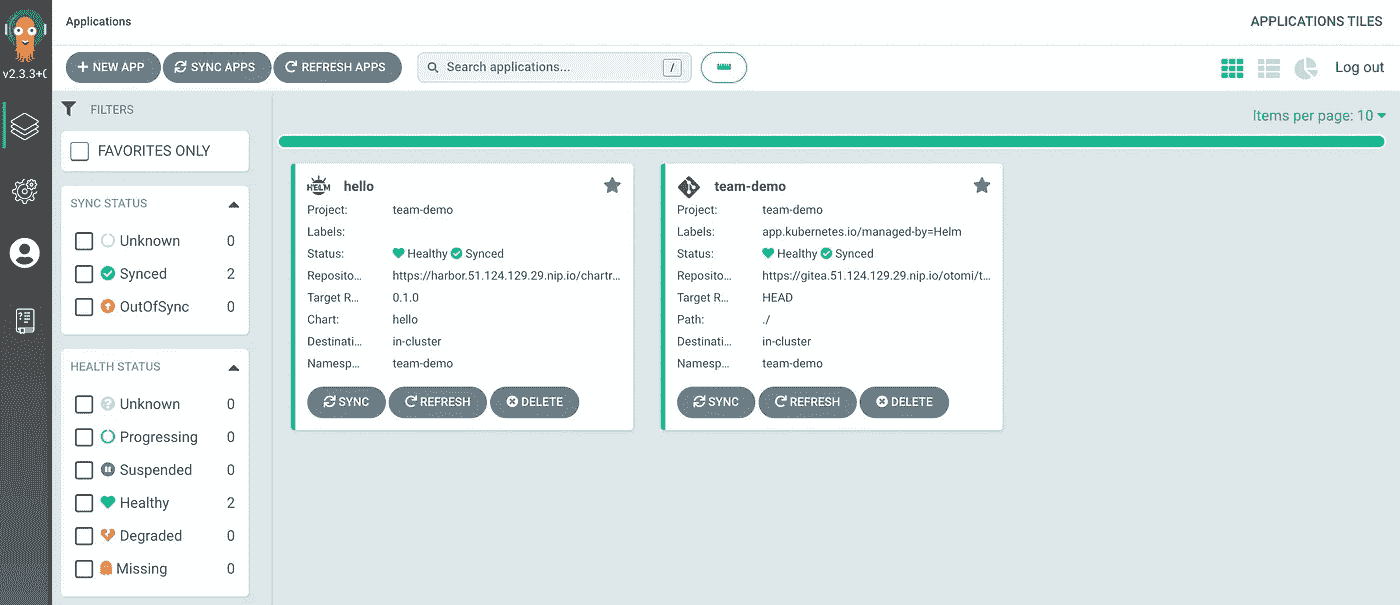 Applications
APPLICATIONS TILES
v2.3.3+(
NEW APP
SYNC APPS
REFRESH APPS
Search applications...
/
Log out
FILTERS
Items per page: 10
FAVORITES ONLY
SYNC STATUS
Unknown 0
Synced 2
OutOfSync 0
HEALTH STATUS
Unknown 0
Progressing 0
Suspended 0
Healthy 2
Degraded 0
Missing 0
HELM hello
Project: team-demo
Labels:
Status: Healthy Synced
Reposito... https://harbor.51.124.129.29.nip.io/chartr...
Target R... 0.1.0
Chart: hello
Destinati... in-cluster
Namesp... team-demo
SYNC REFRESH DELETE
team-demo
Project: team-demo
Labels: app.kubernetes.io/managed-by=Helm
Status: Healthy Synced
Reposito... https://gitea.51.124.129.29.nip.io/otomi/t...
Target R... HEAD
Path: ./
Destinati... in-cluster
Namesp... team-demo
SYNC REFRESH DELETE